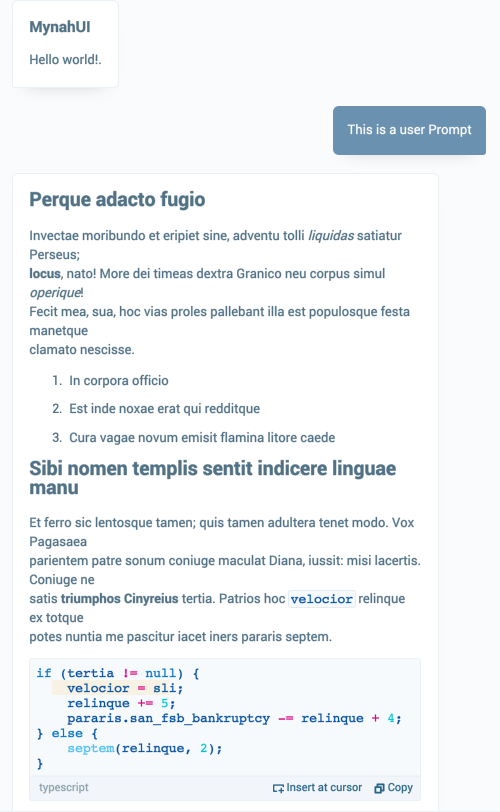 MynahUI
Hello world!.
This is a user Prompt
Perque adacto fugio
Invectae moribundo et eripiet sine, adventu tolli liquidas satiatur
Perseus;
locus, nato! More dei timeas dextra Granico neu corpus simul
operique!
Fecit mea, sua, hoc vias proles pallebant illa est populosque festa
manetque
clamato nescisse.
1. In corpora officio
2. Est inde noxae erat qui redditque
3. Cura vagae novum emisit flamina litore caede
Sibi nomen templis sentit indicere linguae
manu
Et ferro sic lentosque tamen; quis tamen adultera tenet modo. Vox
Pagasaea
parientem patre sonum coniuge maculat Diana, iussit: misi lacertis.
Coniuge ne
satis triumphos Cinyreius tertia. Patrios hoc velocior relinque
ex totque
potes nuntia me pascitur iacet iners pararis septem.
if (tertia != null) {
    velocior = sli;
    relinque += 5;
    pararis.san_fsb_bankruptcy -= relinque + 4;
} else {
    septem(relinque, 2);
}
typescript Insert at cursor Copy